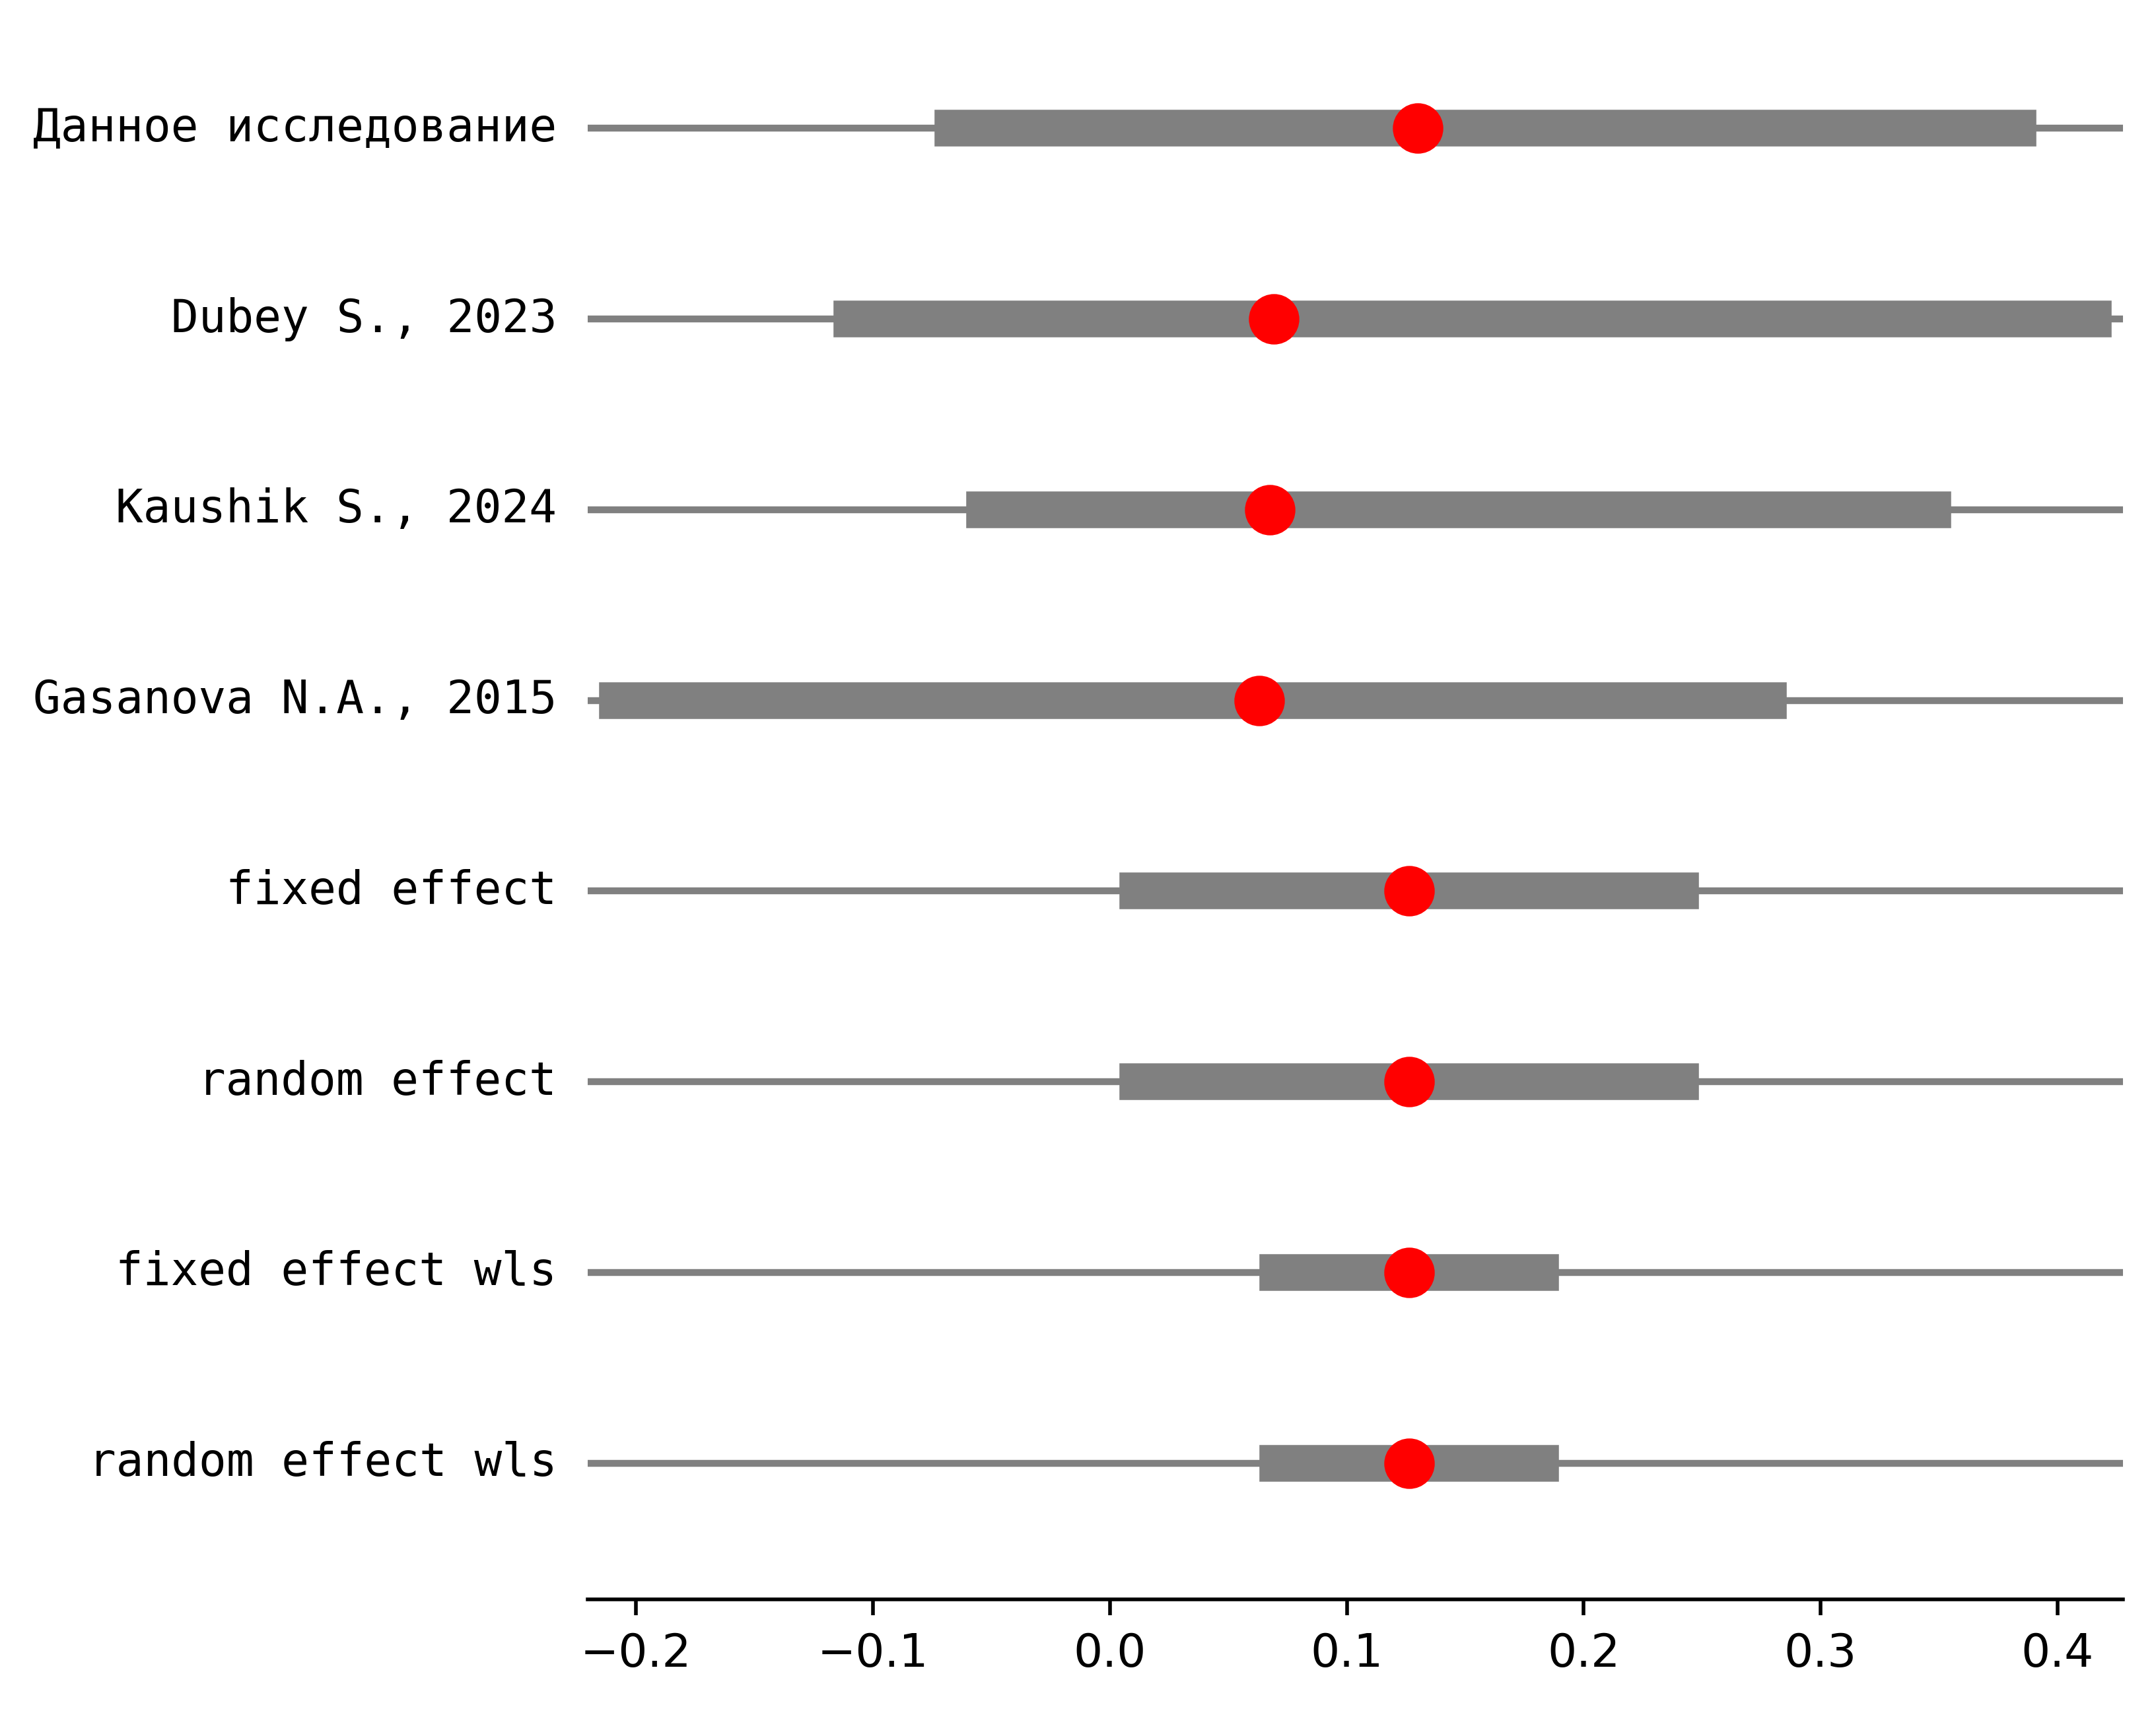 Данное исследование
Dubey S., 2023
Kaushik S., 2024
Gasanova N.A., 2015
fixed effect
random effect
fixed effect wls
random effect wls
−0.2 −0.1 0.0 0.1 0.2 0.3 0.4